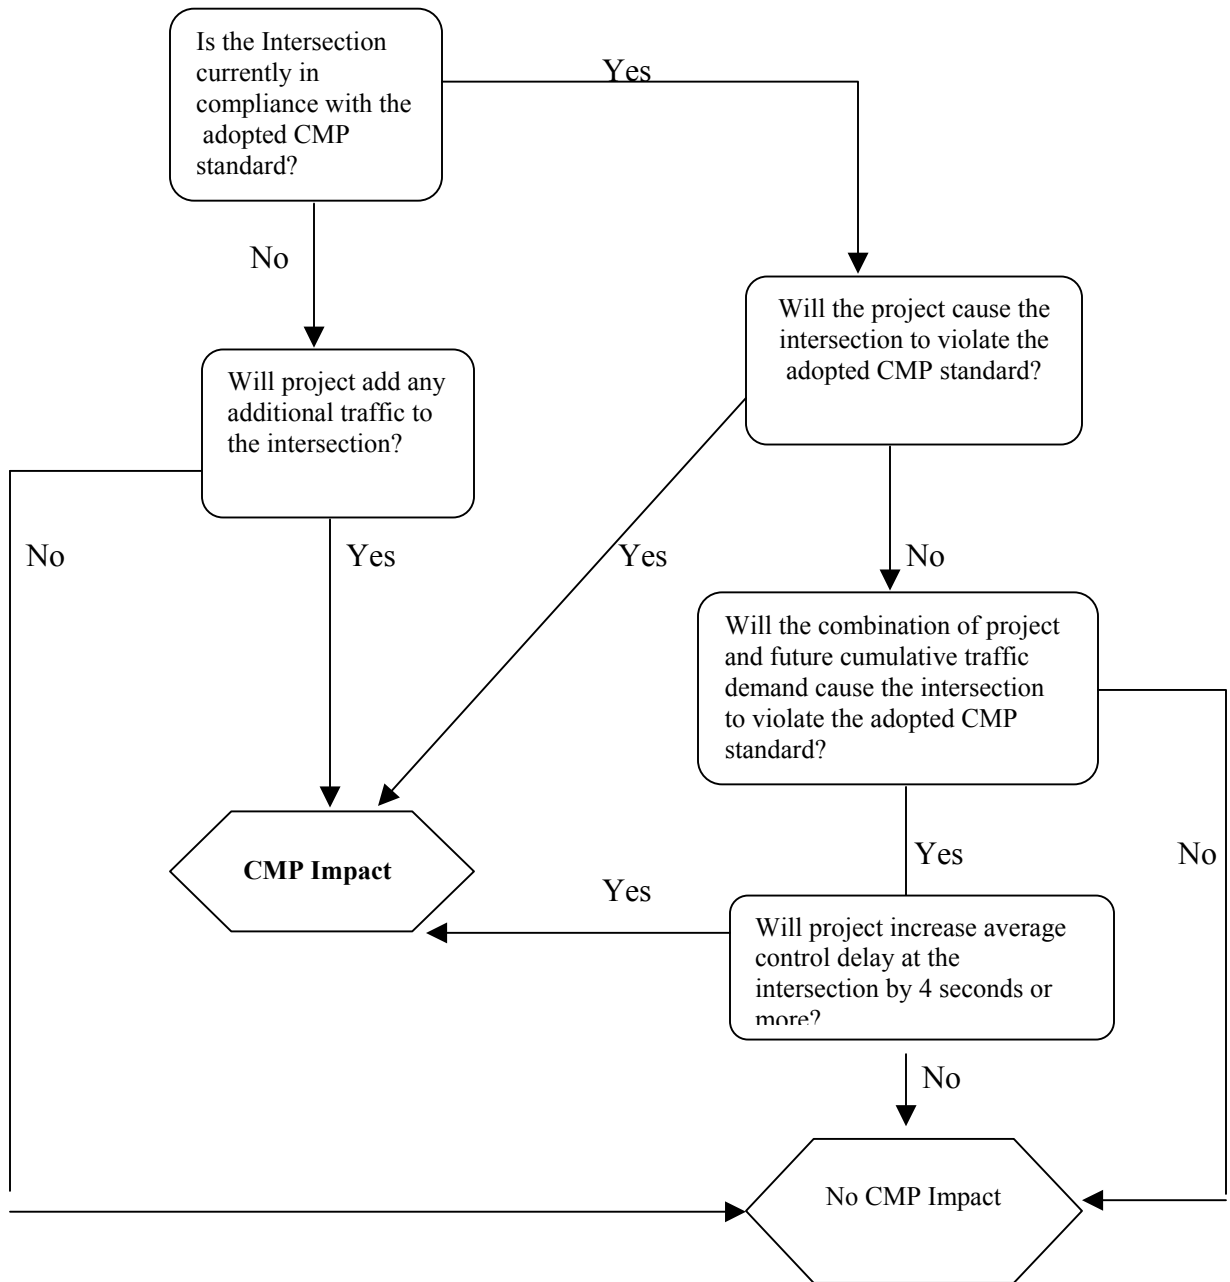 Is the Intersection
currently in
compliance with the
adopted CMP
standard?
Yes
No
Will the project cause the
intersection to violate the
adopted CMP standard?
Will project add any
additional traffic to
the intersection?
No
Yes
Yes
No
Will the combination of project
and future cumulative traffic
demand cause the intersection
to violate the adopted CMP
standard?
CMP Impact
Yes
No
Yes
Will project increase average
control delay at the
intersection by 4 seconds or
more?
No
No CMP Impact